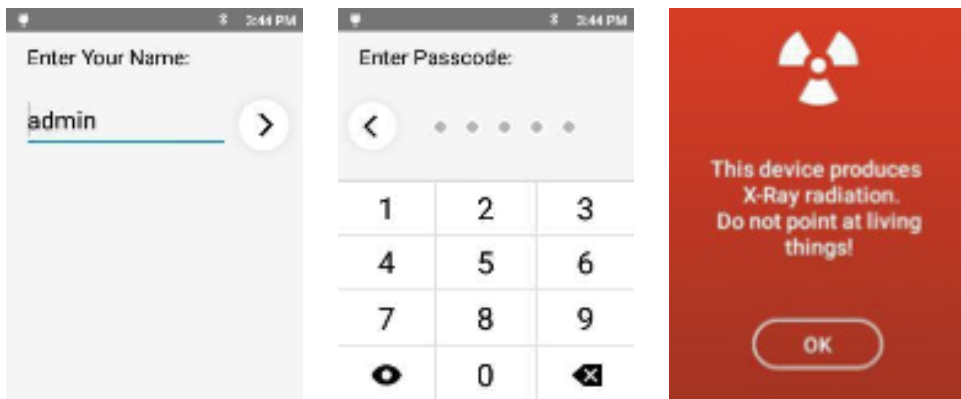 3:44 PM
Enter Your Name:
admin
3:44 PM
Enter Passcode:
1 2 3
4 5 6
7 8 9
0
This device produces
X-Ray radiation.
Do not point at living
things!
OK